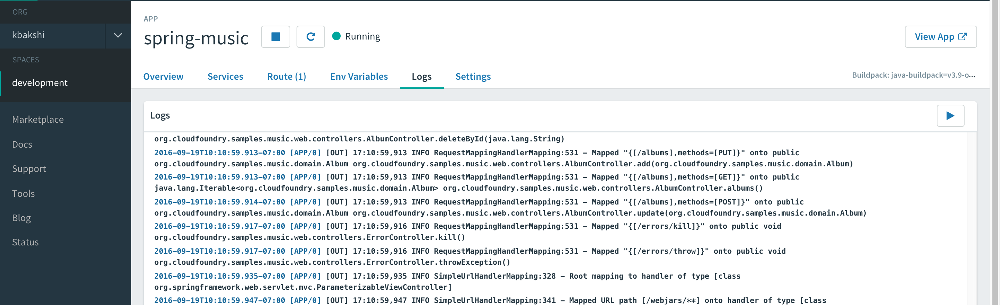 ORG
kbakshi
SPACES
development
Marketplace
Docs
Support
Tools
Blog
Status
APP
spring-music
Running
View App
Overview
Services
Route (1)
Env Variables
Logs
Settings
Buildpack: java-buildpack=v3.9-o...
Logs
org.cloudfoundry.samples.music.web.controllers.AlbumController.deleteById(java.lang.String)
2016-09-19T10:10:59.913-07:00 [APP/0] [OUT] 17:10:59,913 INFO RequestMappingHandlerMapping:531 - Mapped "{[/albums],methods=[PUT]}" onto public
org.cloudfoundry.samples.music.domain.Album org.cloudfoundry.samples.music.web.controllers.AlbumController.add(org.cloudfoundry.samples.music.domain.Album)
2016-09-19T10:10:59.913-07:00 [APP/0] [OUT] 17:10:59,913 INFO RequestMappingHandlerMapping:531 - Mapped "{[/albums],methods=[GET]}" onto public
java.lang.Iterable<org.cloudfoundry.samples.music.domain.Album> org.cloudfoundry.samples.music.web.controllers.AlbumController.albums()
2016-09-19T10:10:59.914-07:00 [APP/0] [OUT] 17:10:59,913 INFO RequestMappingHandlerMapping:531 - Mapped "{[/albums],methods=[POST]}" onto public
org.cloudfoundry.samples.music.domain.Album org.cloudfoundry.samples.music.web.controllers.AlbumController.update(org.cloudfoundry.samples.music.domain.Album)
2016-09-19T10:10:59.917-07:00 [APP/0] [OUT] 17:10:59,916 INFO RequestMappingHandlerMapping:531 - Mapped "{[/errors/kill]}" onto public void
org.cloudfoundry.samples.music.web.controllers.ErrorController.kill()
2016-09-19T10:10:59.917-07:00 [APP/0] [OUT] 17:10:59,916 INFO RequestMappingHandlerMapping:531 - Mapped "{[/errors/throw]}" onto public void
org.cloudfoundry.samples.music.web.controllers.ErrorController.throwException()
2016-09-19T10:10:59.935-07:00 [APP/0] [OUT] 17:10:59,935 INFO SimpleUrlHandlerMapping:328 - Root mapping to handler of type [class
org.springframework.web.servlet.mvc.ParameterizableViewController]
2016-09-19T10:10:59.947-07:00 [APP/0] [OUT] 17:10:59,947 INFO SimpleUrlHandlerMapping:341 - Mapped URL path [/webjars/**] onto handler of type [class